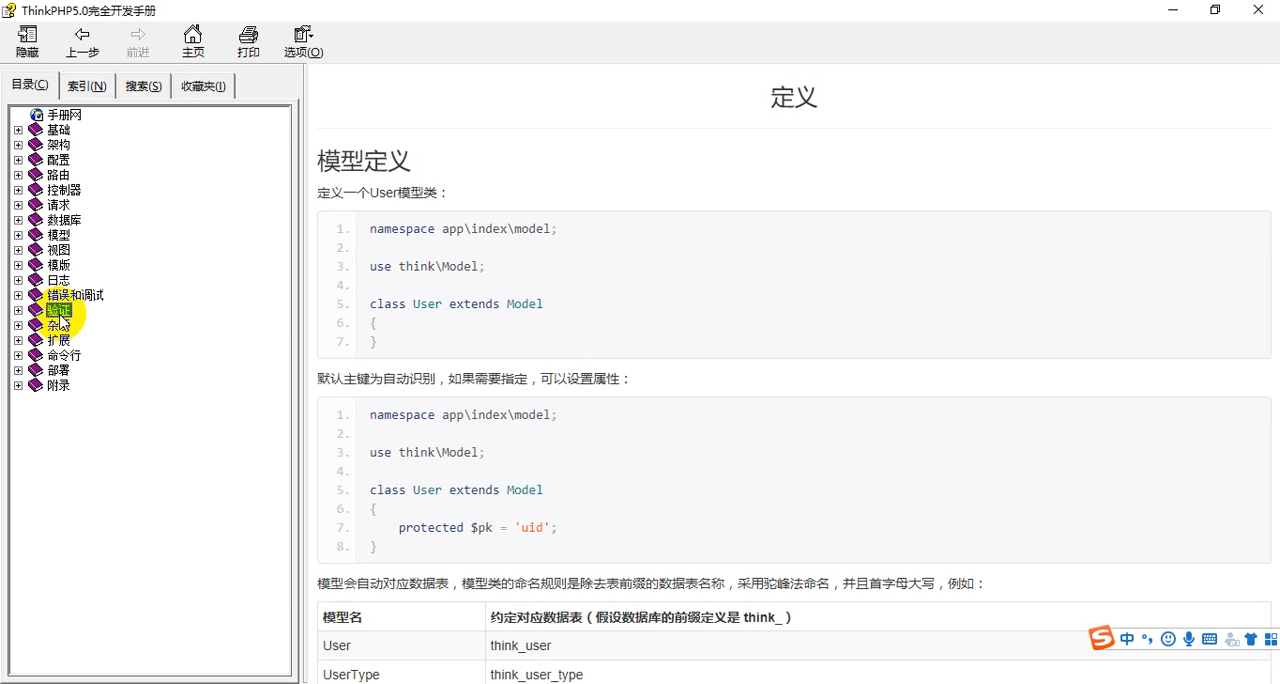 ThinkPHP5.0完全开发手册
隐藏 上一步 前进 主页 打印 选项(O)
目录(C) 索引(N) 搜索(S) 收藏夹(I)
手册网
基础
架构
配置
路由
控制器
请求
数据库
模型
视图
模版
日志
错误和调试
验证
杂
扩展
命令行
部署
附录
定义
模型定义
定义一个User模型类：
1. namespace app\index\model;
2.
3. use think\Model;
4.
5. class User extends Model
6. {
7. }
默认主键为自动识别，如果需要指定，可以设置属性：
1. namespace app\index\model;
2.
3. use think\Model;
4.
5. class User extends Model
6. {
7. protected $pk = 'uid';
8. }
模型会自动对应数据表，模型类的命名规则是除去表前缀的数据表名称，采用驼峰法命名，并且首字母大写，例如：
模型名 约定对应数据表（假设数据库的前缀定义是 think_）
User think_user
UserType think_user_type
中